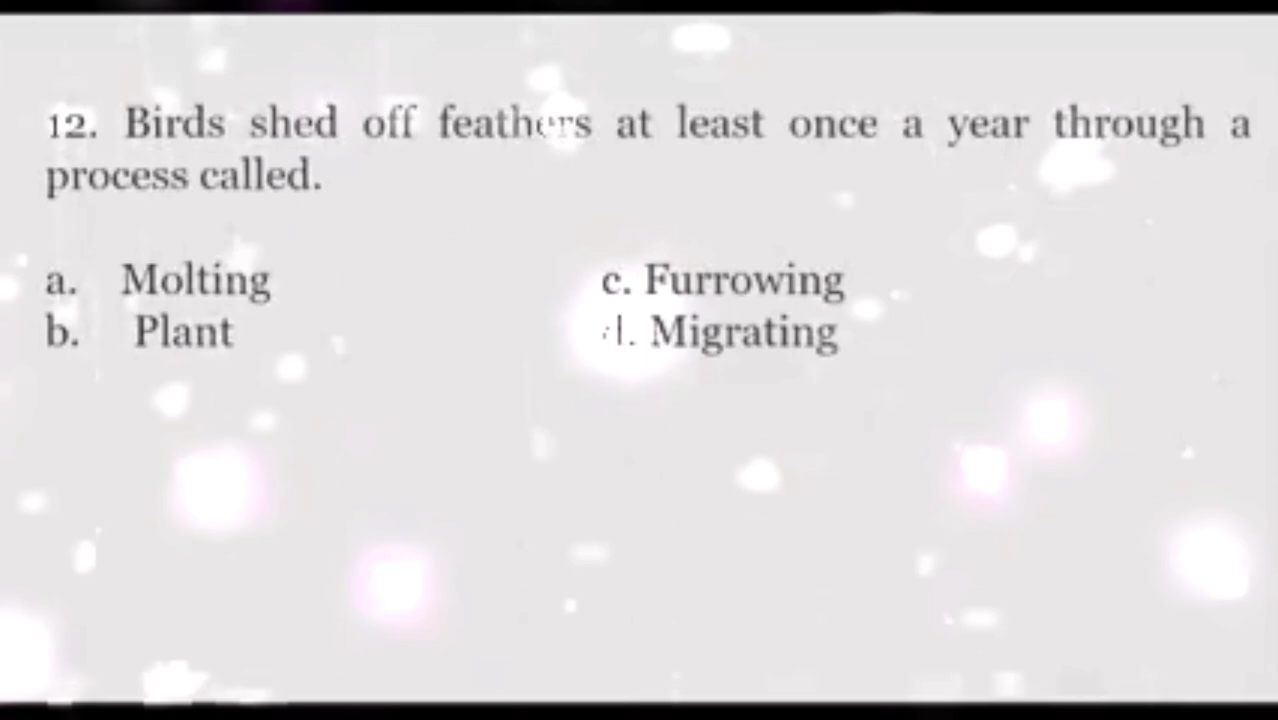 12. Birds shed off feathers at least once a year through a
process called.
a. Molting
c. Furrowing
b. Plant
d. Migrating